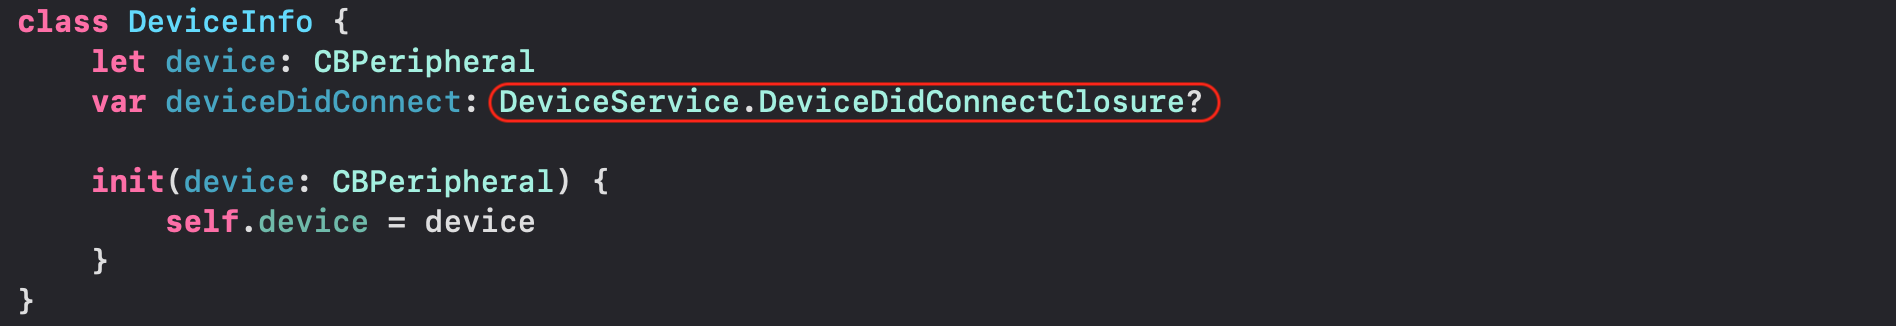 class DeviceInfo {
    let device: CBPeripheral
    var deviceDidConnect: DeviceService.DeviceDidConnectClosure?

    init(device: CBPeripheral) {
        self.device = device
    }
}